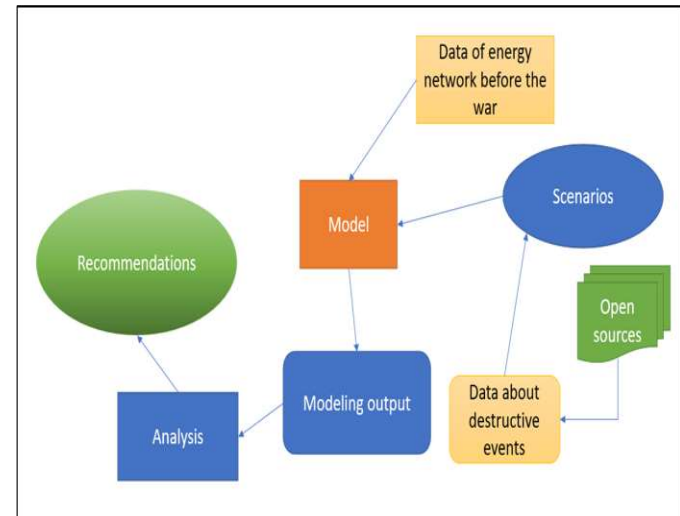 Data of energy
network before the
war
Scenarios
Model
Recommendations
Open
sources
Modeling output
Data about
destructive
events
Analysis